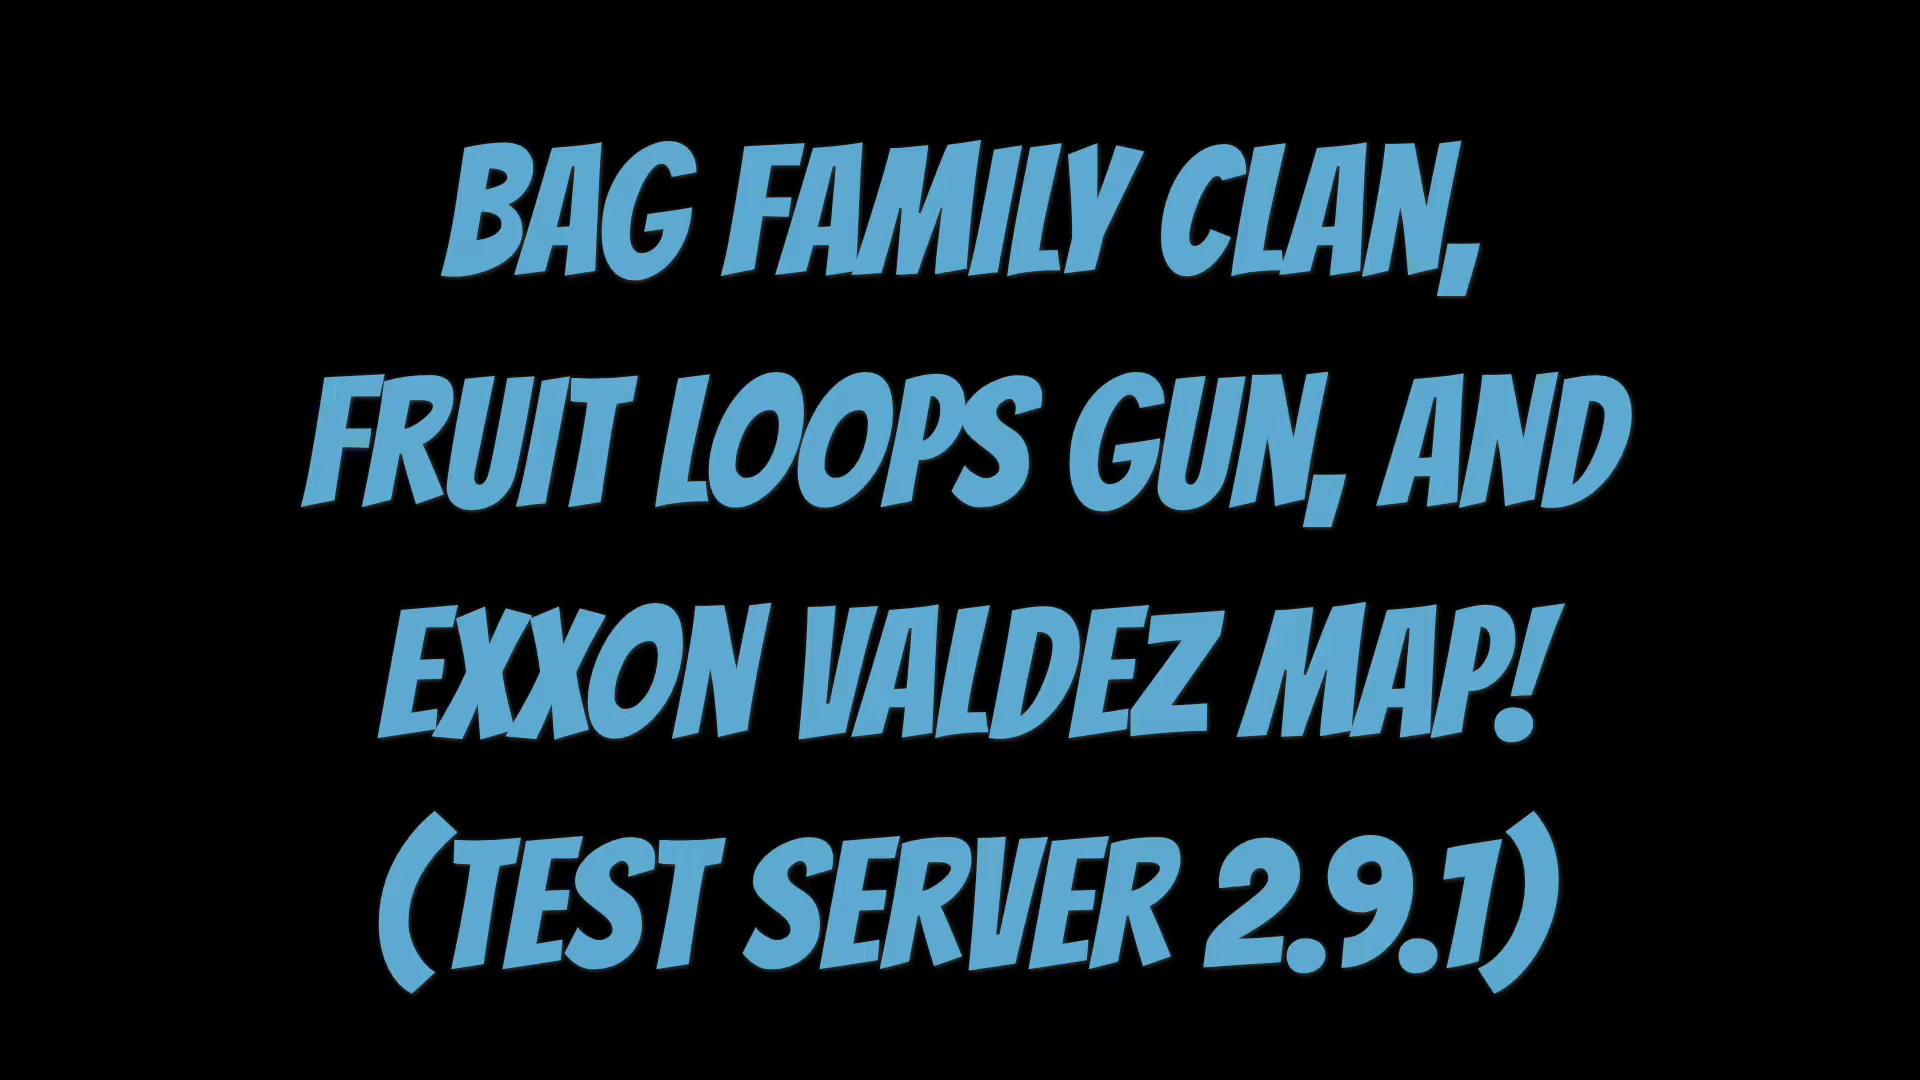 BAG FAMILY CLAN,
FRUIT LOOPS GUN, AND
EXXON VALDEZ MAP!
(TEST SERVER 2.9.1)